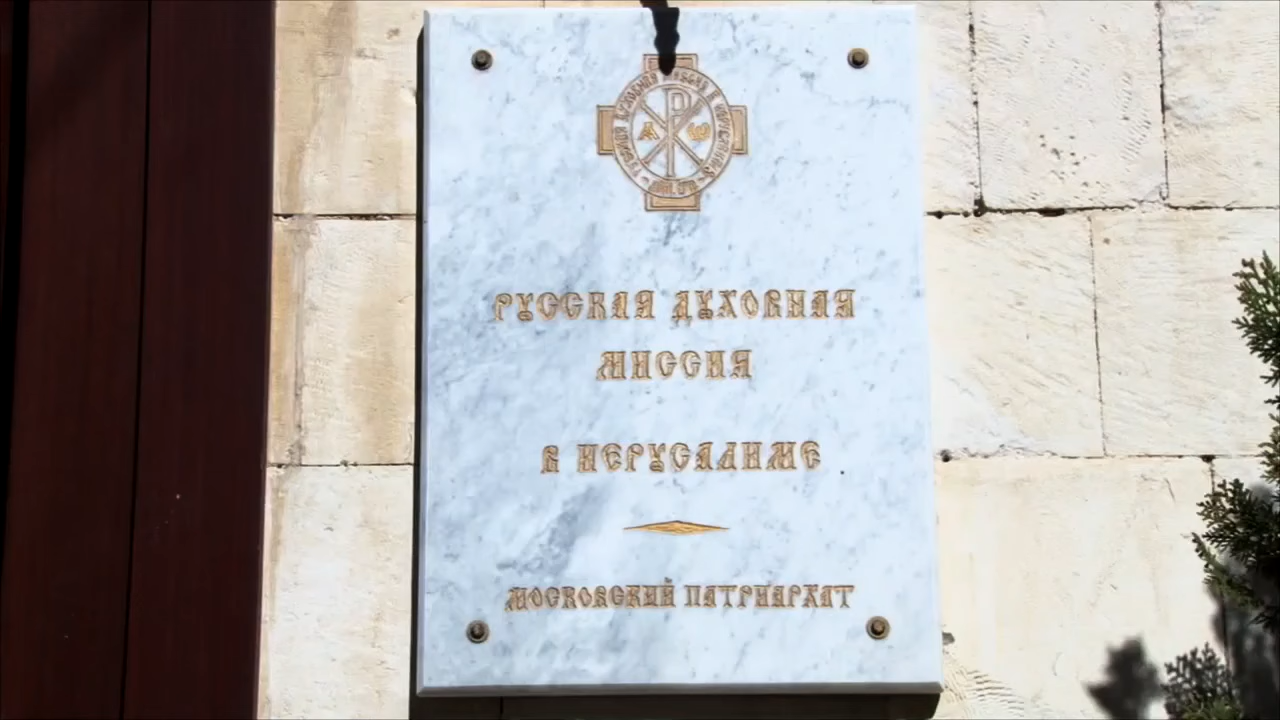 РУССКАЯ ДУХОВНАЯ
МИССИЯ
В ИЕРУСАЛИМЕ
МОСКОВСКИЙ ПАТРИАРХАТ